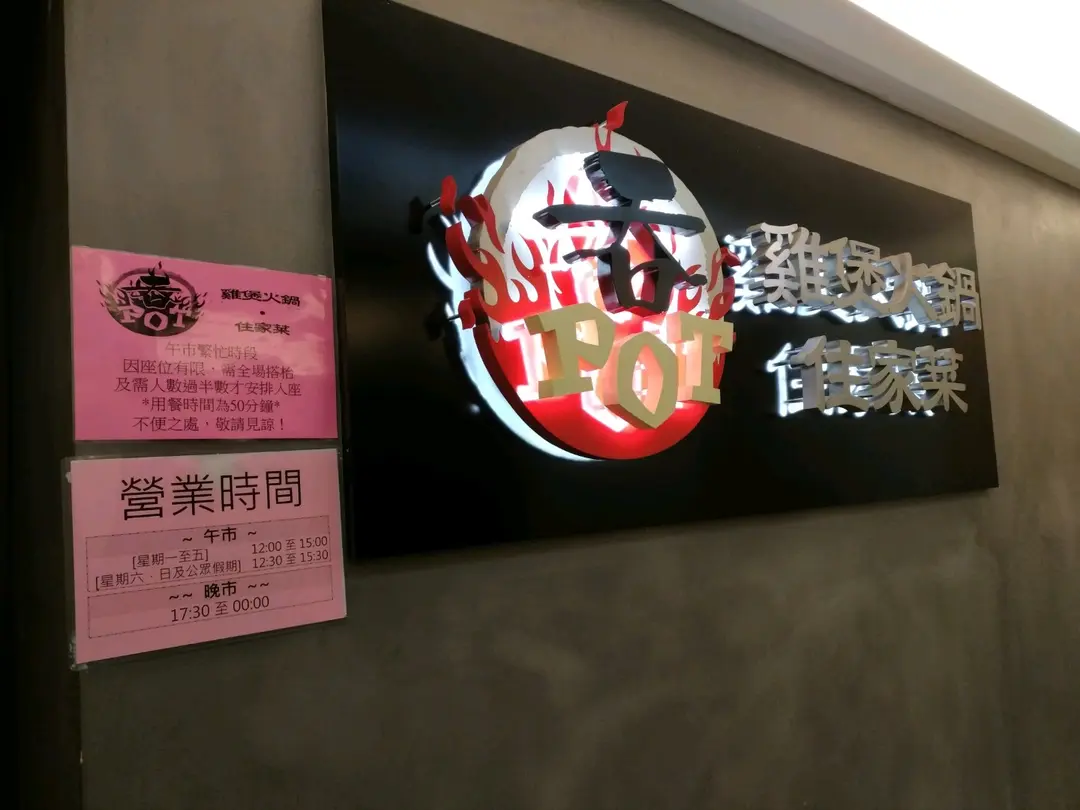 吞
POT
雞煲火鍋
住家菜
吞
POT
雞煲火鍋
·
住家菜
午市繁忙時段
因座位有限，需全場搭枱
及需人數過半數才安排入座
*用餐時間為50分鐘*
不便之處，敬請見諒！
營業時間
~ 午市 ~
[星期一至五] 12:00 至 15:00
[星期六、日及公眾假期] 12:30 至 15:30
~~ 晚市 ~~
17:30 至 00:00